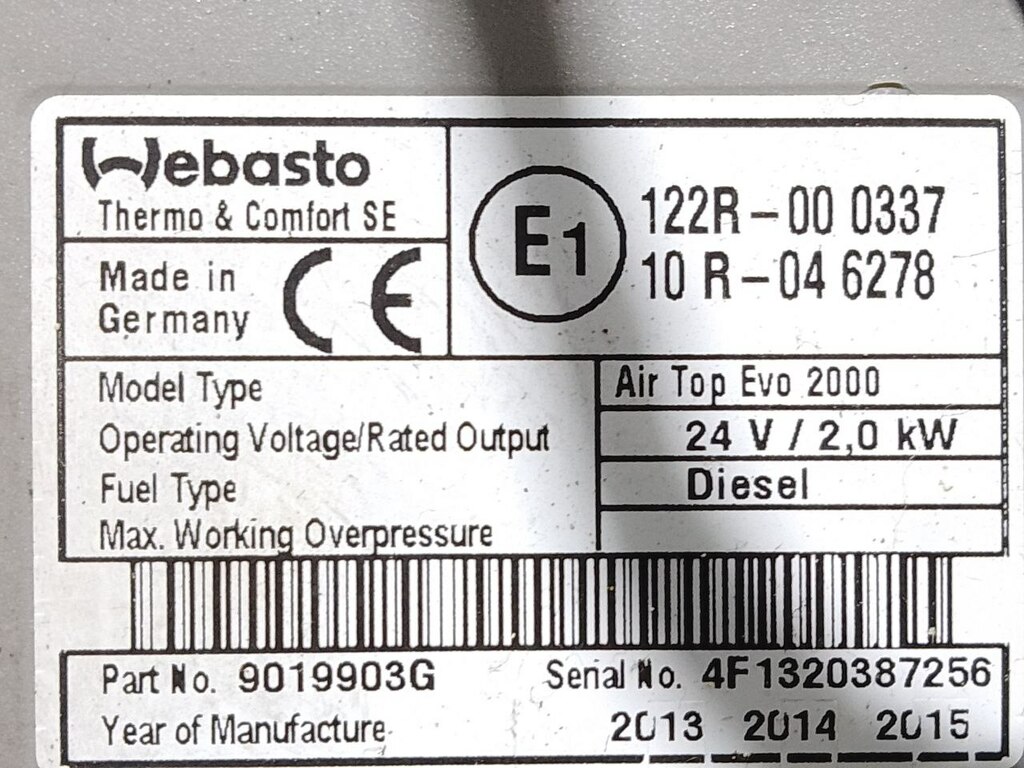 Webasto
Thermo & Comfort SE
Made in
Germany
CE
E1
122R-00 0337
10 R-04 6278
Model Type
Air Top Evo 2000
Operating Voltage/Rated Output
24 V / 2,0 kW
Fuel Type
Diesel
Max. Working Overpressure
Part No. 9019903G
Serial No. 4F1320387256
Year of Manufacture
2013 2014 2015